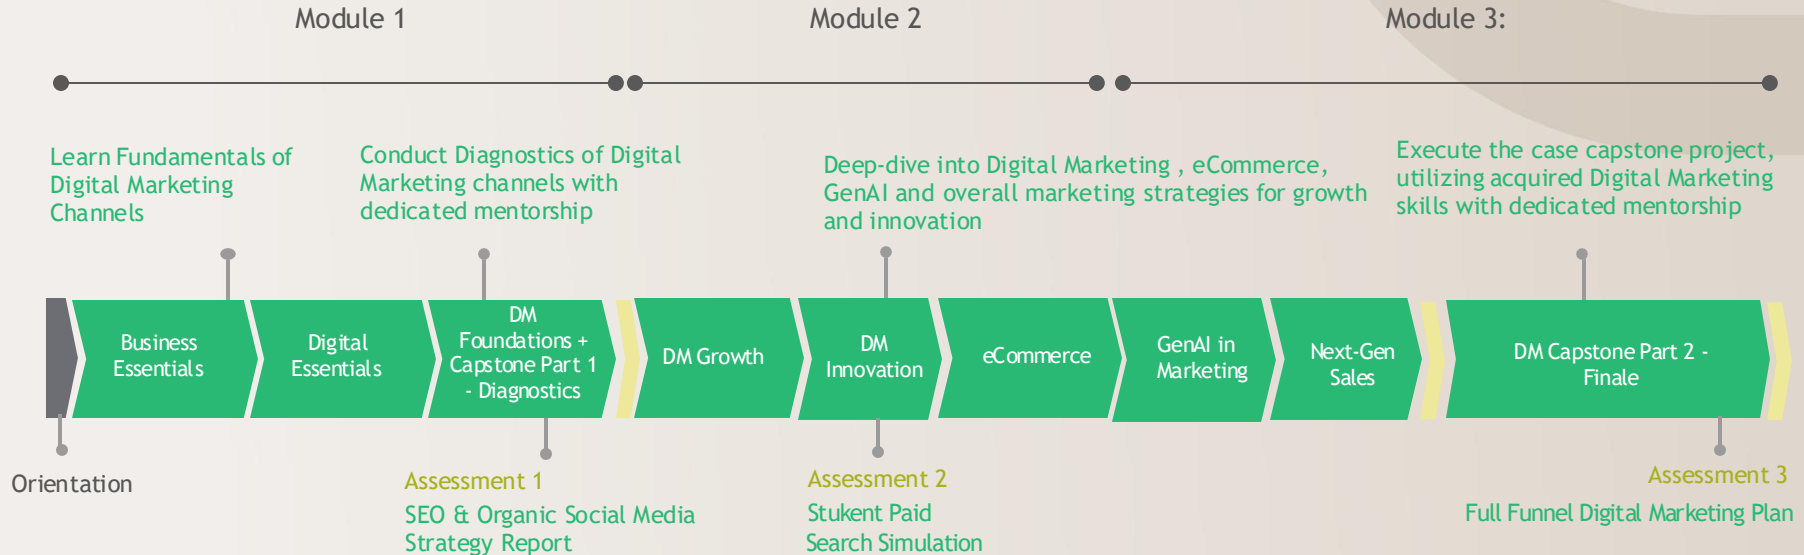 Module 1
Module 2
Module 3:
Learn Fundamentals of
Digital Marketing
Channels
Conduct Diagnostics of Digital
Marketing channels with
dedicated mentorship
Deep-dive into Digital Marketing , eCommerce,
GenAI and overall marketing strategies for growth
and innovation
Execute the case capstone project,
utilizing acquired Digital Marketing
skills with dedicated mentorship
Business
Essentials
Digital
Essentials
DM
Foundations +
Capstone Part 1
- Diagnostics
DM Growth
DM
Innovation
eCommerce
GenAI in
Marketing
Next-Gen
Sales
DM Capstone Part 2 -
Finale
Orientation
Assessment 1
SEO & Organic Social Media
Strategy Report
Assessment 2
Stukent Paid
Search Simulation
Assessment 3
Full Funnel Digital Marketing Plan